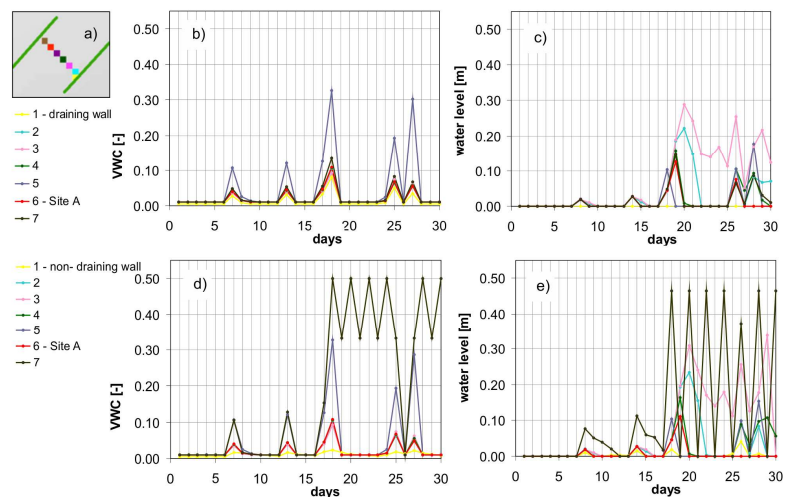 a)
b)
c)
0.50
0.40
0.30
0.20
0.10
0.00
VWC [-]
0 5 10 15 20 25 30
days
0.50
0.40
0.30
0.20
0.10
0.00
water level [m]
0 5 10 15 20 25 30
days
1 - draining wall
2
3
4
5
6 - Site A
7
1 - non- draining wall
2
3
4
5
6 - Site A
7
d)
e)
0.50
0.40
0.30
0.20
0.10
0.00
VWC [-]
0 5 10 15 20 25 30
days
0.50
0.40
0.30
0.20
0.10
0.00
water level [m]
0 5 10 15 20 25 30
days